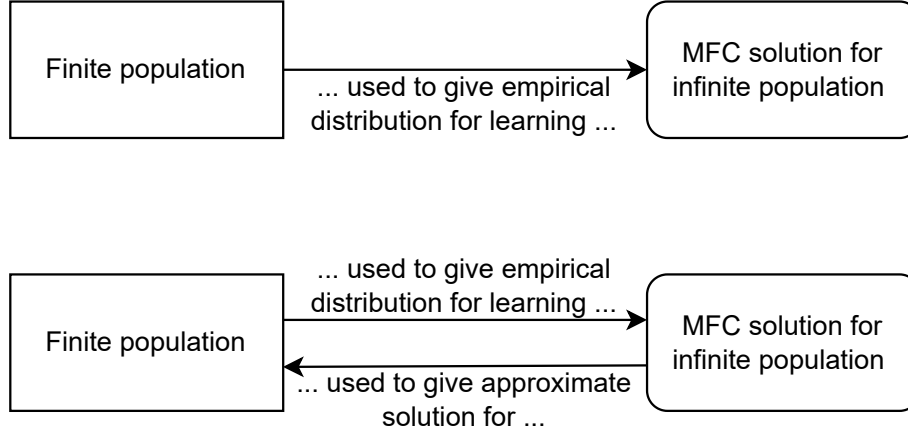 Finite population
... used to give empirical
distribution for learning ...
MFC solution for
infinite population
Finite population
... used to give empirical
distribution for learning ...
MFC solution for
infinite population
... used to give approximate
solution for ...